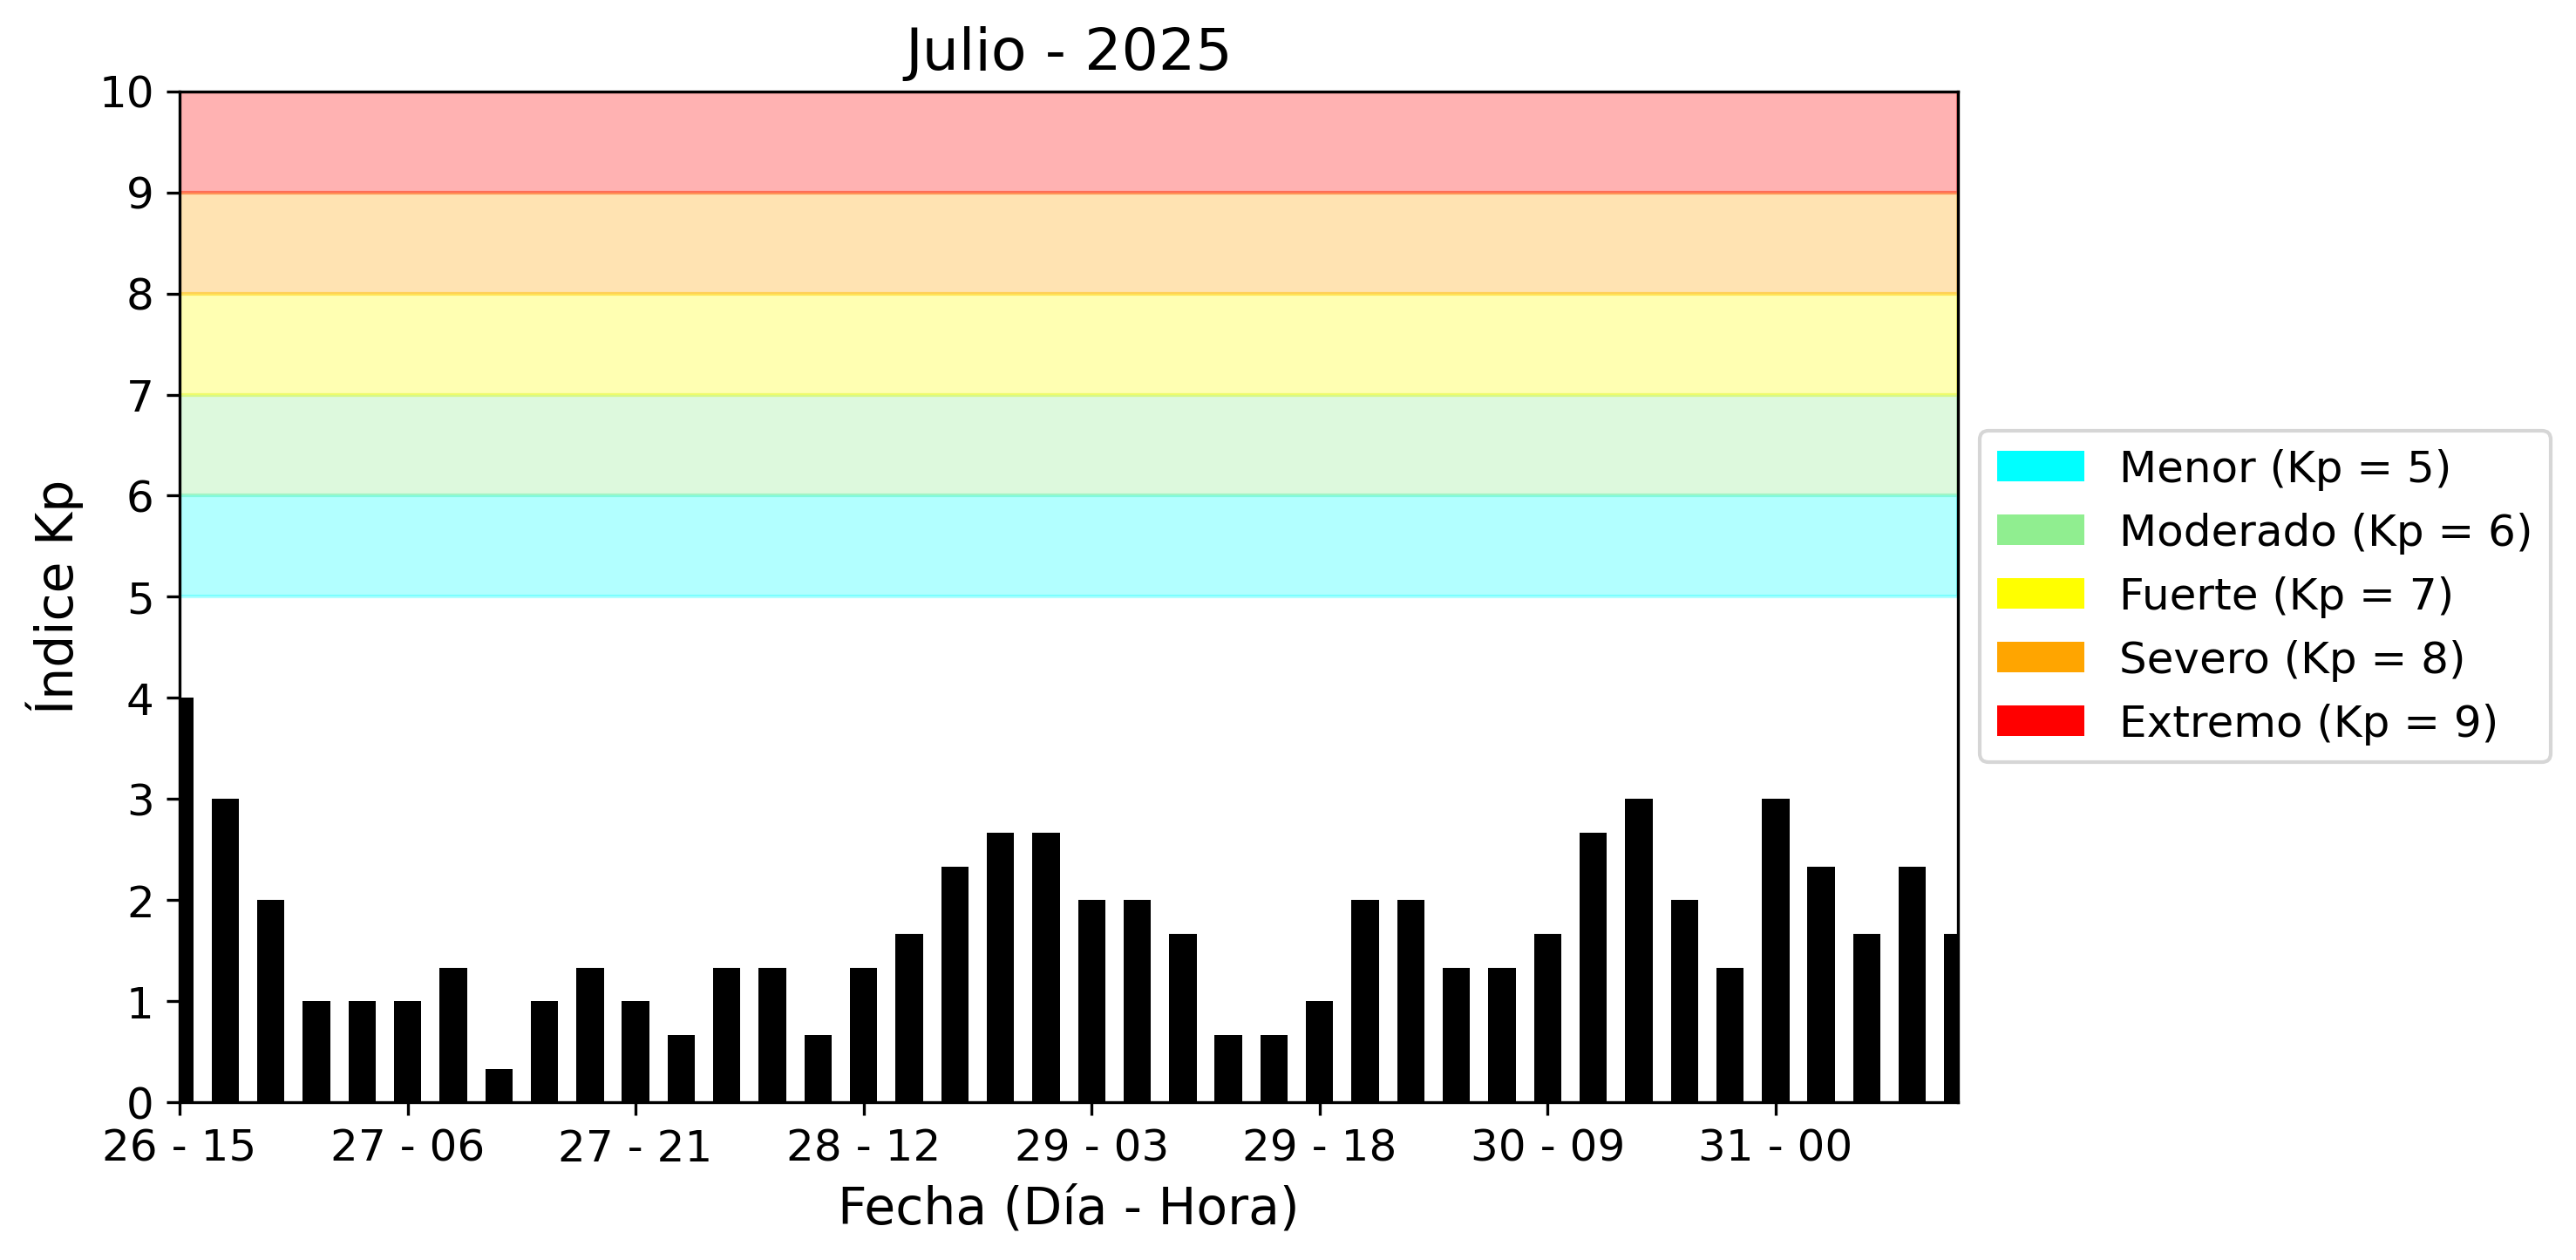 Julio - 2025
10
9
8
7
6
5
4
3
2
1
0
Índice Kp
26 - 15
27 - 06
27 - 21
28 - 12
29 - 03
29 - 18
30 - 09
31 - 00
Fecha (Día - Hora)
Menor (Kp = 5)
Moderado (Kp = 6)
Fuerte (Kp = 7)
Severo (Kp = 8)
Extremo (Kp = 9)